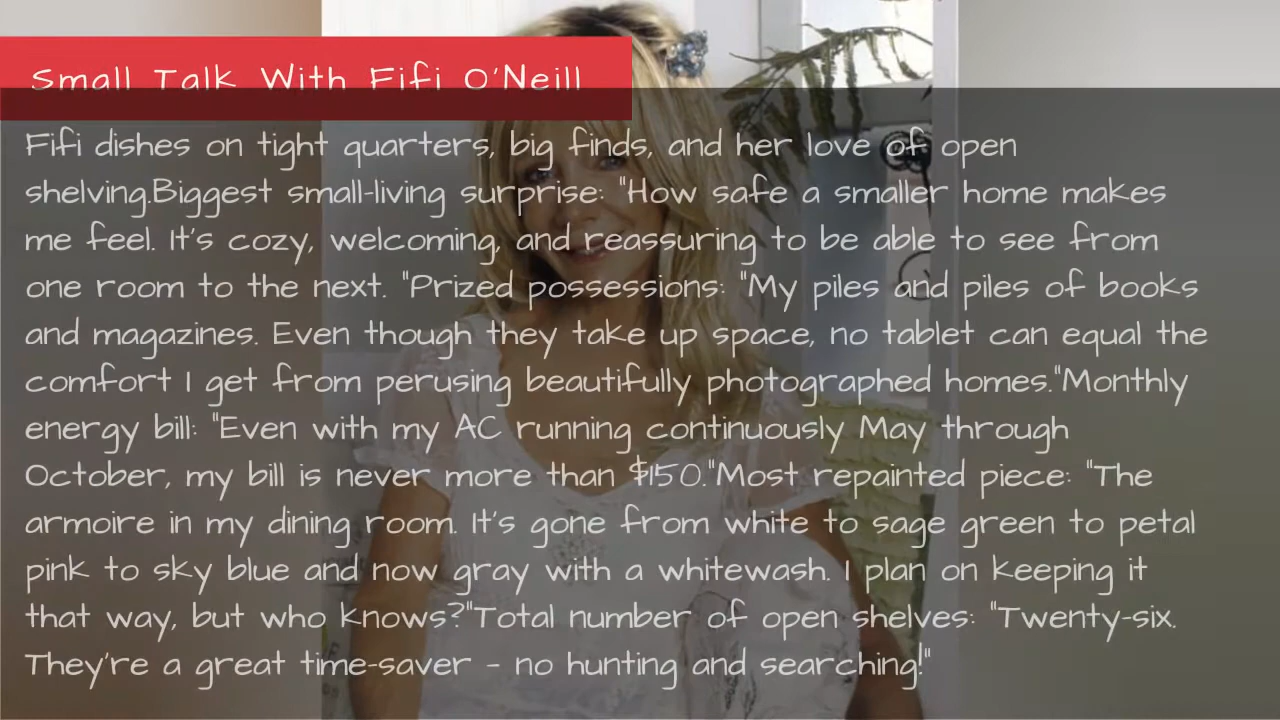 Small Talk With Fifi O'Neill
Fifi dishes on tight quarters, big finds, and her love of open
shelving.Biggest small-living surprise: "How safe a smaller home makes
me feel. It's cozy, welcoming, and reassuring to be able to see from
one room to the next. "Prized possessions: "My piles and piles of books
and magazines. Even though they take up space, no tablet can equal the
comfort I get from perusing beautifully photographed homes."Monthly
energy bill: "Even with my AC running continuously May through
October, my bill is never more than $150."Most repainted piece: "The
armoire in my dining room. It's gone from white to sage green to petal
pink to sky blue and now gray with a whitewash. I plan on keeping it
that way, but who knows?"Total number of open shelves: "Twenty-six.
They're a great time-saver - no hunting and searching!"